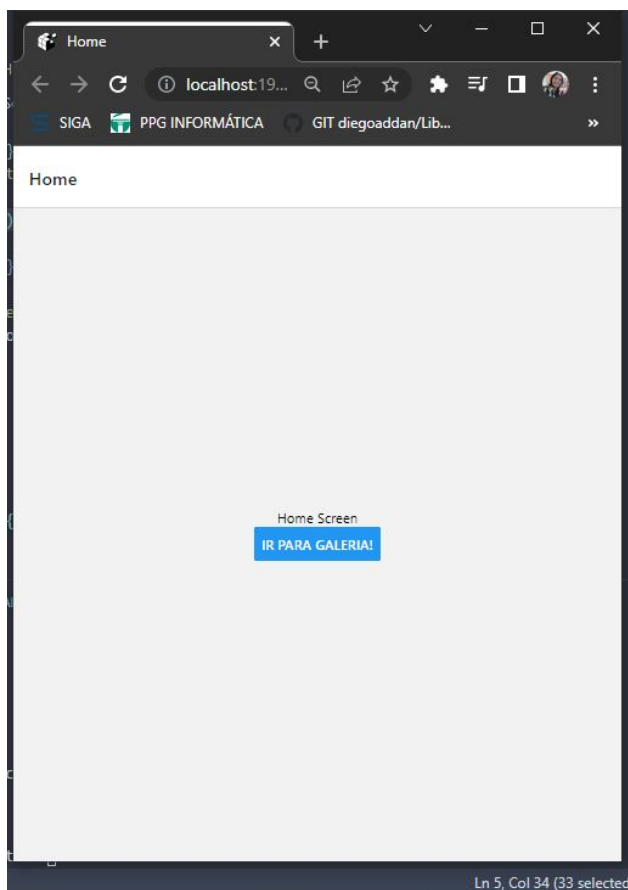 Home
localhost:19...
SIGA PPG INFORMÁTICA GIT diegoaddan/Lib... »
Home
Home Screen
IR PARA GALERIA!
Ln 5, Col 34 (33 selected